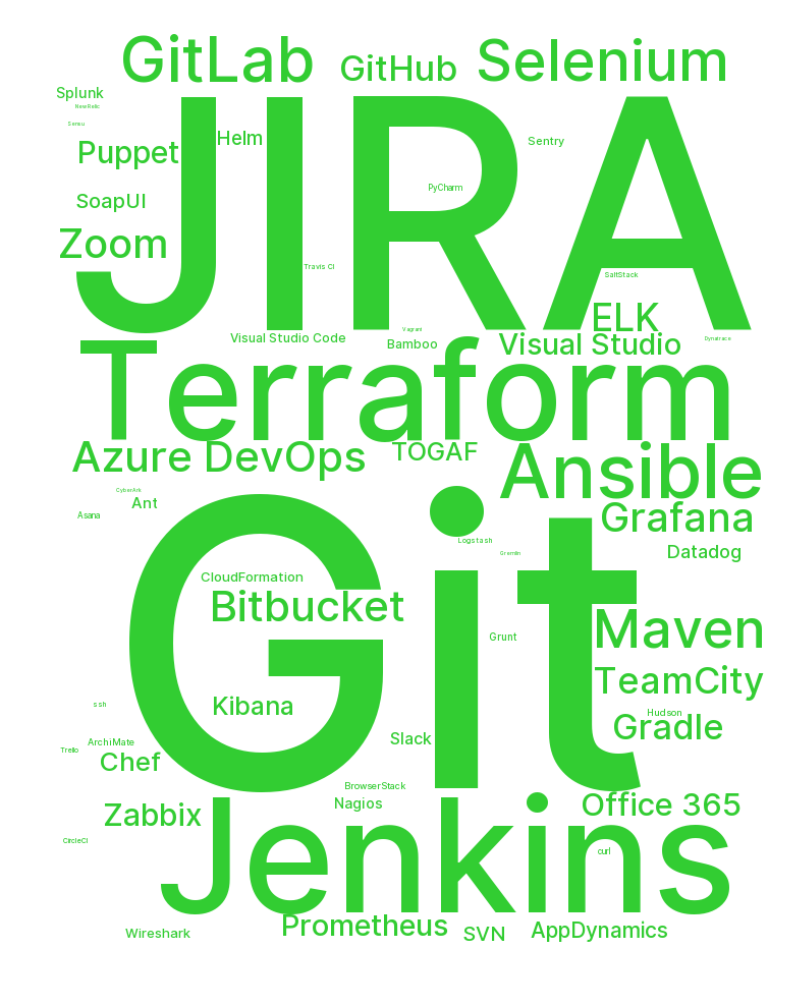 GitLab
GitHub
Selenium
Splunk
NewRelic
JIRA
Puppet
Helm
Sentry
PyCharm
SoapUI
Zoom
Travis CI
SaltStack
ELK
Visual Studio Code
Vagrant
Bamboo
Visual Studio
Dynatrace
Terraform
Azure DevOps
TOGAF
Ansible
CyberArk
Ant
Asana
Git
Grafana
Logstash
Datadog
CloudFormation
Bitbucket
Maven
Grunt
TeamCity
ssh
Kibana
Hudson
Gradle
Slack
ArchiMate
Trello
Chef
BrowserStack
Nagios
Office 365
Zabbix
Jenkins
CircleCI
curl
Prometheus
SVN
AppDynamics
Wireshark